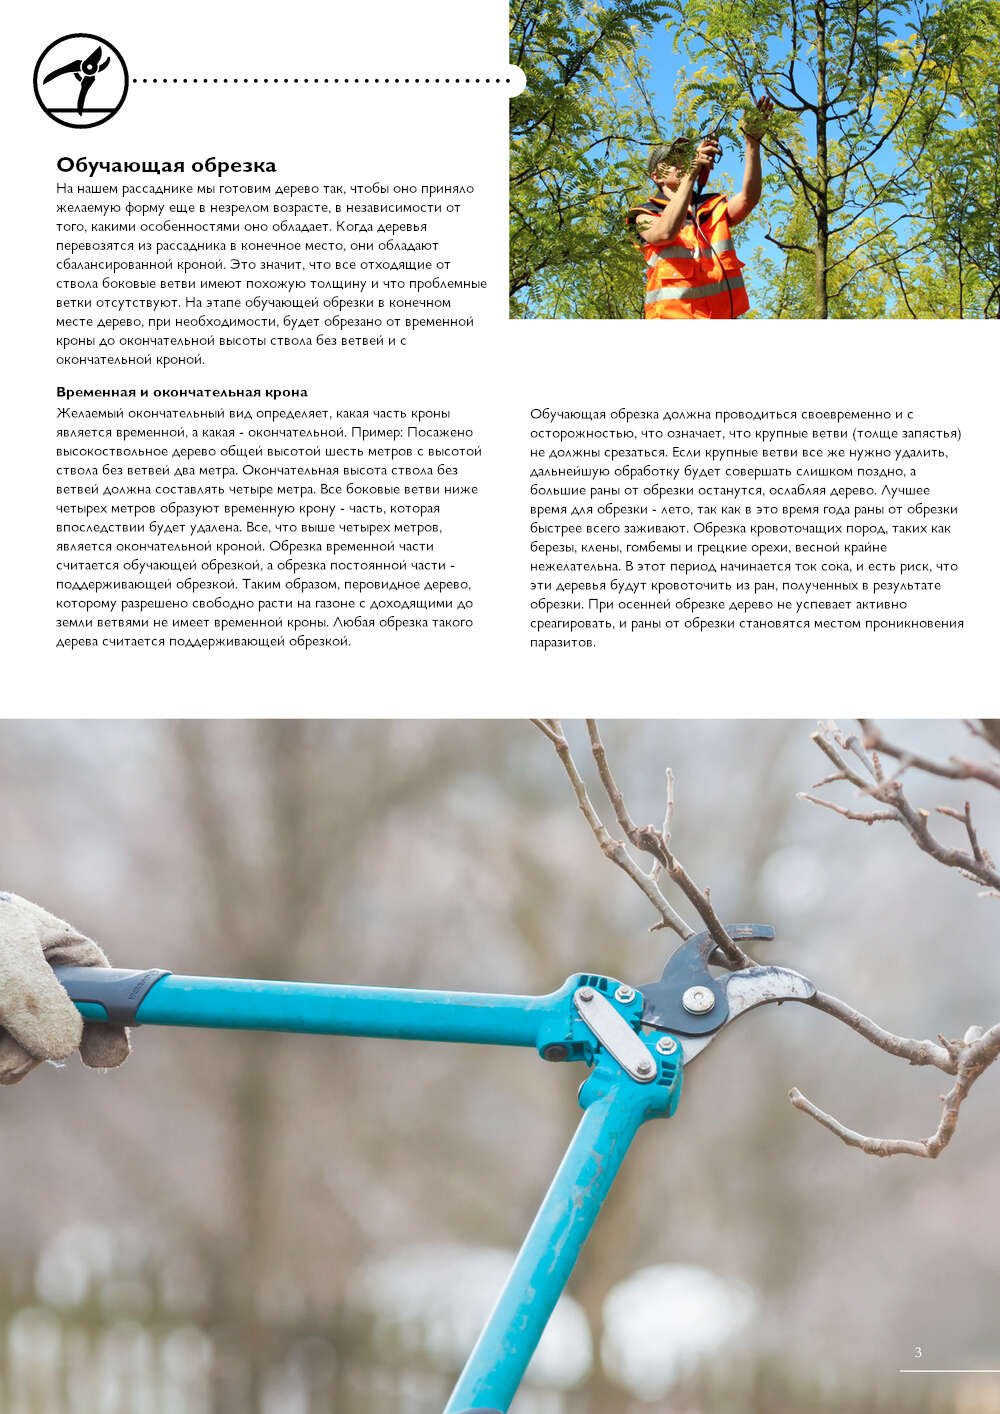 Обучающая обрезка
На нашем рассаднике мы готовим дерево так, чтобы оно приняло
желаемую форму еще в незрелом возрасте, в независимости от
того, какими особенностями оно обладает. Когда деревья
перевозятся из рассадника в конечное место, они обладают
сбалансированной кроной. Это значит, что все отходящие от
ствола боковые ветви имеют похожую толщину и что проблемные
ветки отсутствуют. На этапе обучающей обрезки в конечном
месте дерево, при необходимости, будет обрезано от временной
кроны до окончательной высоты ствола без ветвей и с
окончательной кроной.
Временная и окончательная крона
Желаемый окончательный вид определяет, какая часть кроны
является временной, а какая - окончательной. Пример: Посажено
высокоствольное дерево общей высотой шесть метров с высотой
ствола без ветвей два метра. Окончательная высота ствола без
ветвей должна составлять четыре метра. Все боковые ветви ниже
четырех метров образуют временную крону - часть, которая
впоследствии будет удалена. Все, что выше четырех метров,
является окончательной кроной. Обрезка временной части
считается обучающей обрезкой, а обрезка постоянной части -
поддерживающей обрезкой. Таким образом, перовидное дерево,
которому разрешено свободно расти на газоне с доходящими до
земли ветвями не имеет временной кроны. Любая обрезка такого
дерева считается поддерживающей обрезкой.
Обучающая обрезка должна проводиться своевременно и с
осторожностью, что означает, что крупные ветви (толще запястья)
не должны срезаться. Если крупные ветви все же нужно удалить,
дальнейшую обработку будет совершать слишком поздно, а
большие раны от обрезки останутся, ослабляя дерево. Лучшее
время для обрезки - лето, так как в это время года раны от обрезки
быстрее всего заживают. Обрезка кровоточащих пород, таких как
березы, клены, гомбемы и грецкие орехи, весной крайне
нежелательна. В этот период начинается ток сока, и есть риск, что
эти деревья будут кровоточить из ран, полученных в результате
обрезки. При осенней обрезке дерево не успевает активно
среагировать, и раны от обрезки становятся местом проникновения
паразитов.
3